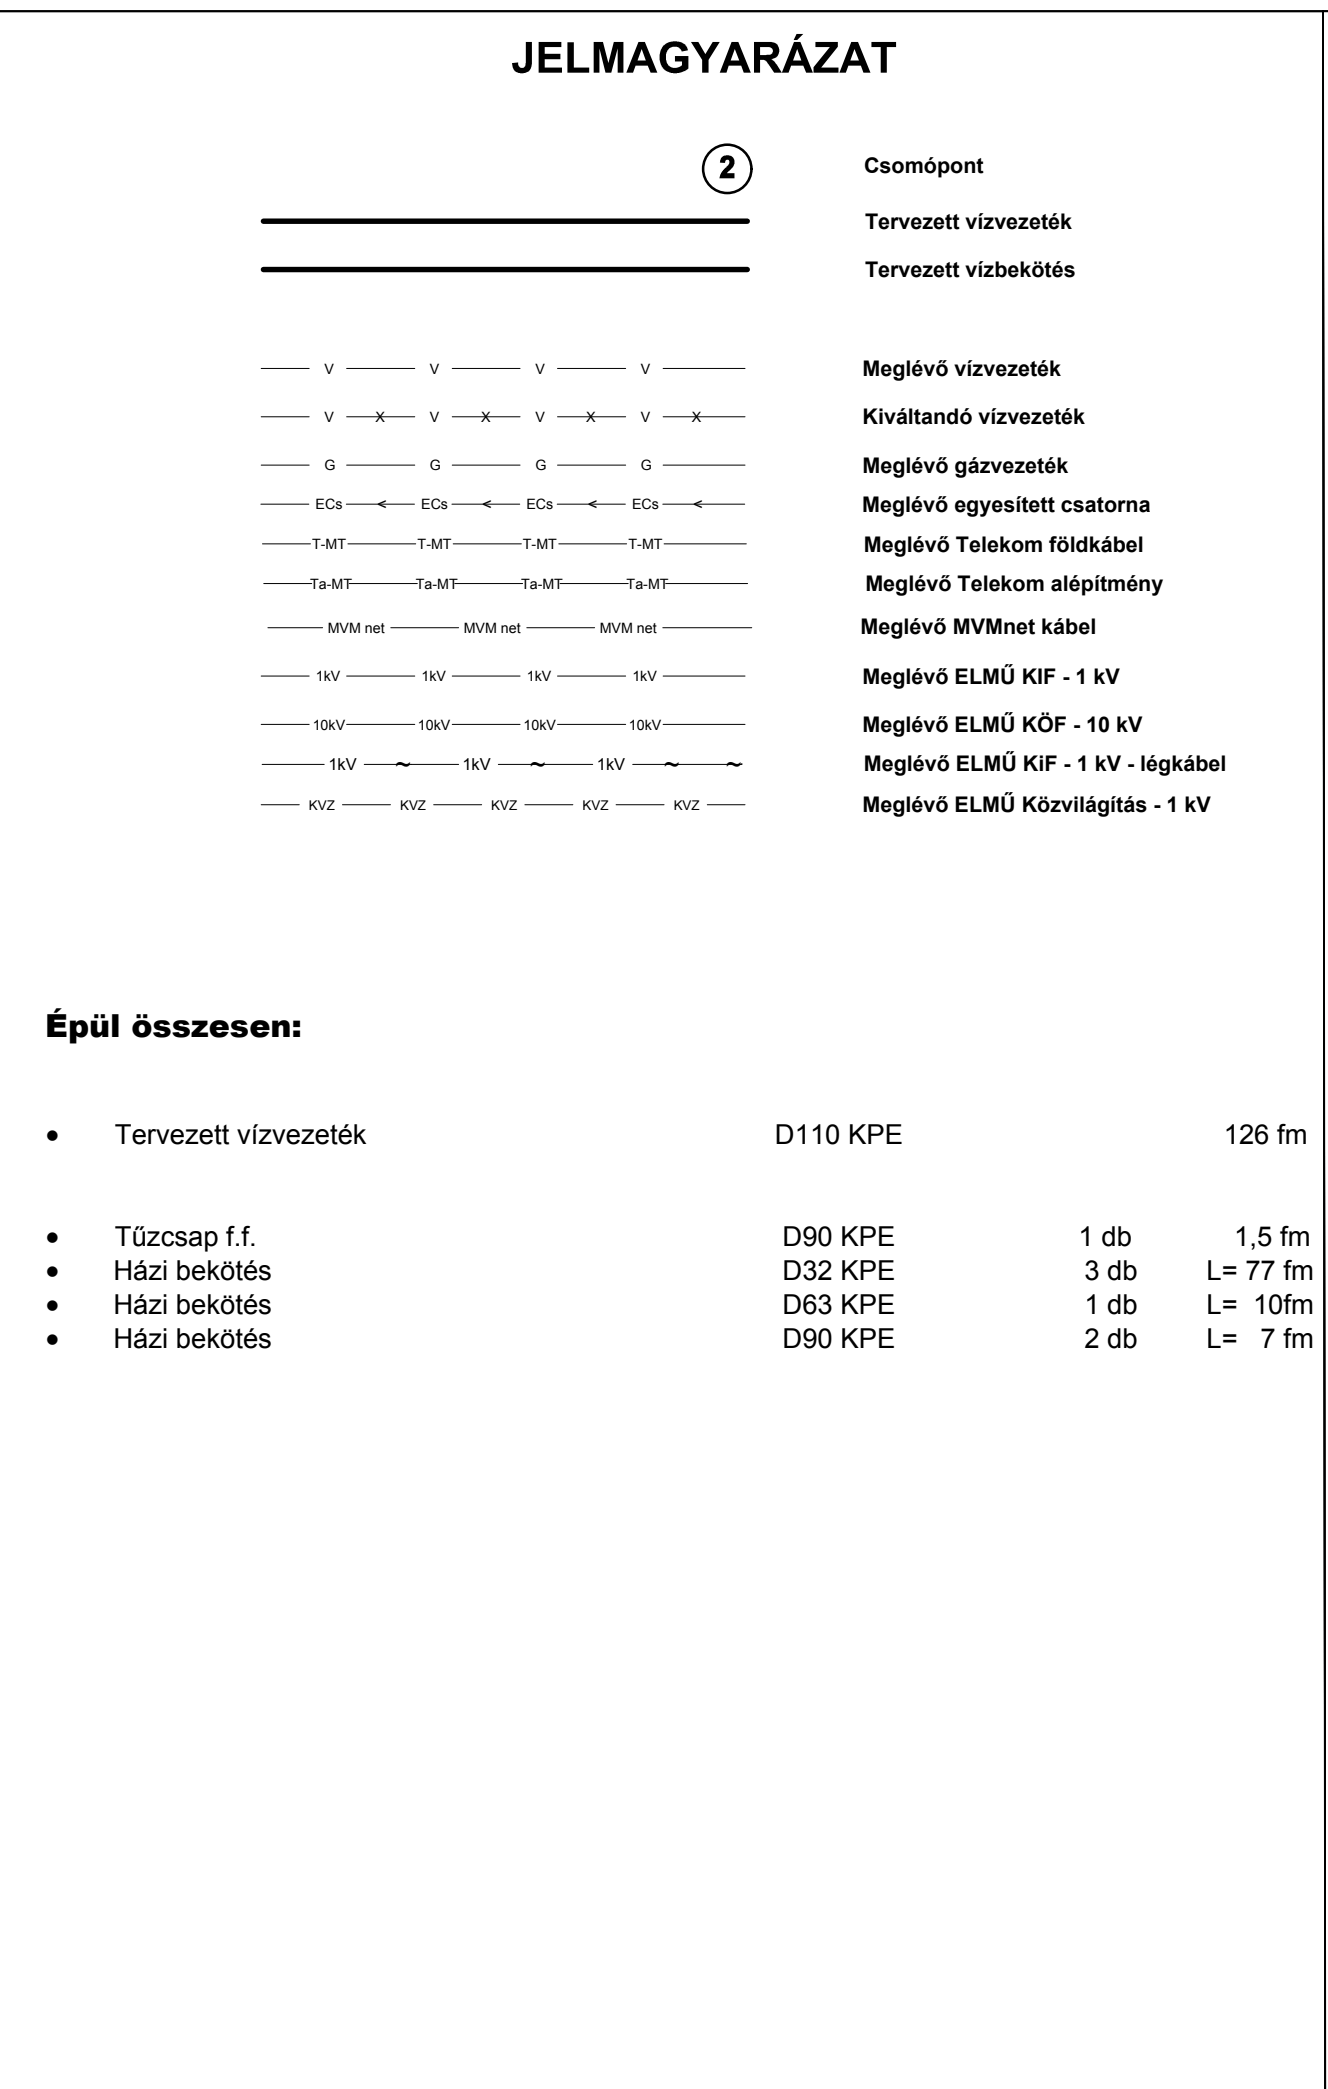 JELMAGYARÁZAT
2 Csomópont
Tervezett vízvezeték
Tervezett vízbekötés
V V V V Meglévő vízvezeték
V X V X V X V X Kiváltandó vízvezeték
G G G G Meglévő gázvezeték
ECs < ECs < ECs < ECs < Meglévő egyesített csatorna
T-MT T-MT T-MT T-MT Meglévő Telekom földkábel
Ta-MT Ta-MT Ta-MT Ta-MT Meglévő Telekom alépítmény
MVM net MVM net MVM net Meglévő MVMnet kábel
1kV 1kV 1kV 1kV Meglévő ELMŰ KIF - 1 kV
10kV 10kV 10kV 10kV Meglévő ELMŰ KÖF - 10 kV
1kV ~ 1kV ~ 1kV ~ ~ Meglévő ELMŰ KiF - 1 kV - légkábel
KVZ KVZ KVZ KVZ KVZ Meglévő ELMŰ Közvilágítás - 1 kV
Épül összesen:
• Tervezett vízvezeték D110 KPE 126 fm
• Tűzcsap f.f. D90 KPE 1 db 1,5 fm
• Házi bekötés D32 KPE 3 db L= 77 fm
• Házi bekötés D63 KPE 1 db L= 10fm
• Házi bekötés D90 KPE 2 db L= 7 fm